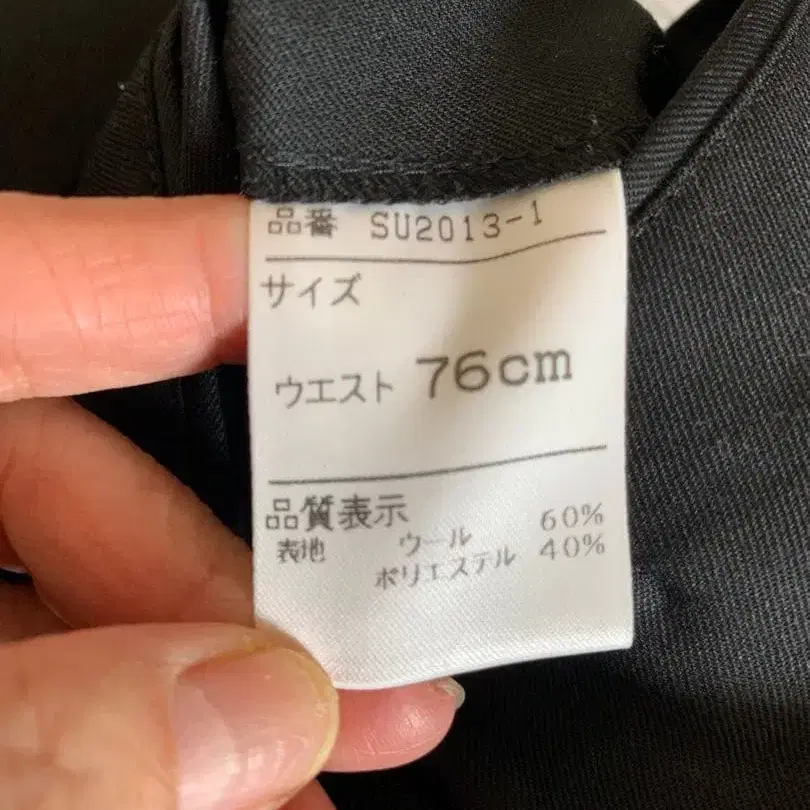 品番 SU2013-1
サイズ
ウエスト 76cm
品質表示
表地 ウール 60%
ポリエステル 40%